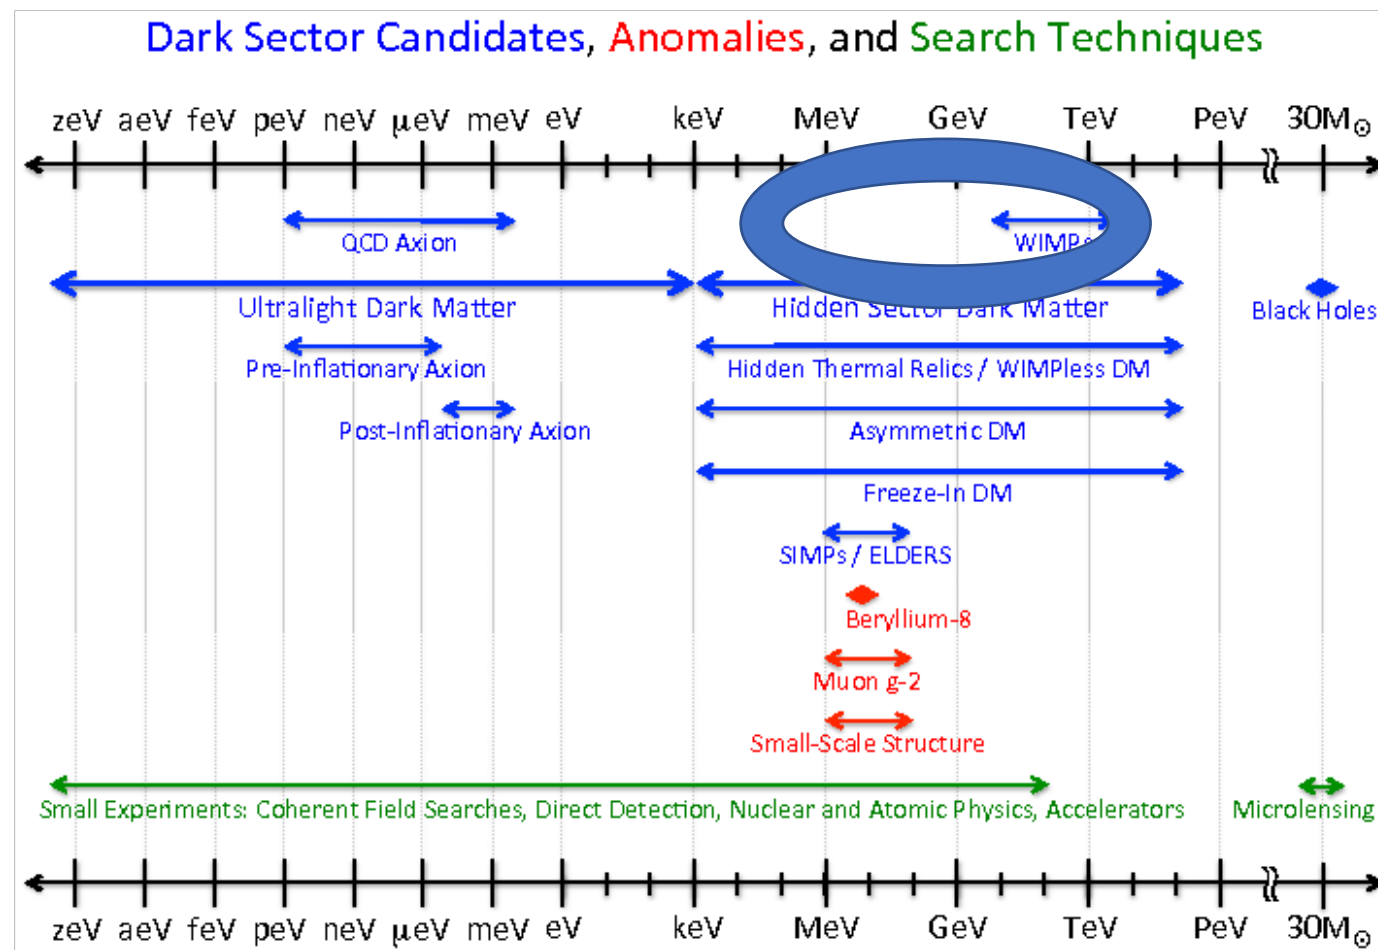 Dark Sector Candidates, Anomalies, and Search Techniques
zeV aeV feV peV neV μeV meV eV keV MeV GeV TeV PeV 30M☉
QCD Axion WIMPs
Ultralight Dark Matter Hidden Sector Dark Matter Black Holes
Pre-Inflationary Axion Hidden Thermal Relics / WIMPless DM
Post-Inflationary Axion Asymmetric DM
Freeze-In DM
SIMPs / ELDERS
Beryllium-8
Muon g-2
Small-Scale Structure
Small Experiments: Coherent Field Searches, Direct Detection, Nuclear and Atomic Physics, Accelerators Microlensing
zeV aeV feV peV neV μeV meV eV keV MeV GeV TeV PeV 30M☉